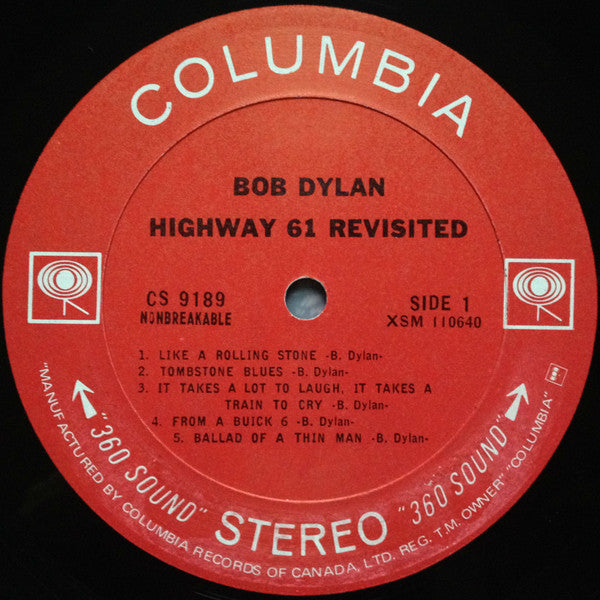 COLUMBIA
BOB DYLAN
HIGHWAY 61 REVISITED
CS 9189
NONBREAKABLE
SIDE 1
XSM 110640
1. LIKE A ROLLING STONE -B. Dylan-
2. TOMBSTONE BLUES -B. Dylan-
3. IT TAKES A LOT TO LAUGH, IT TAKES A
TRAIN TO CRY -B. Dylan-
4. FROM A BUICK 6 -B. Dylan-
5. BALLAD OF A THIN MAN -B. Dylan-
"360 SOUND" STEREO "360 SOUND"
"MANUFACTURED BY COLUMBIA RECORDS OF CANADA, LTD. REG. T.M. OWNER" "COLUMBIA"